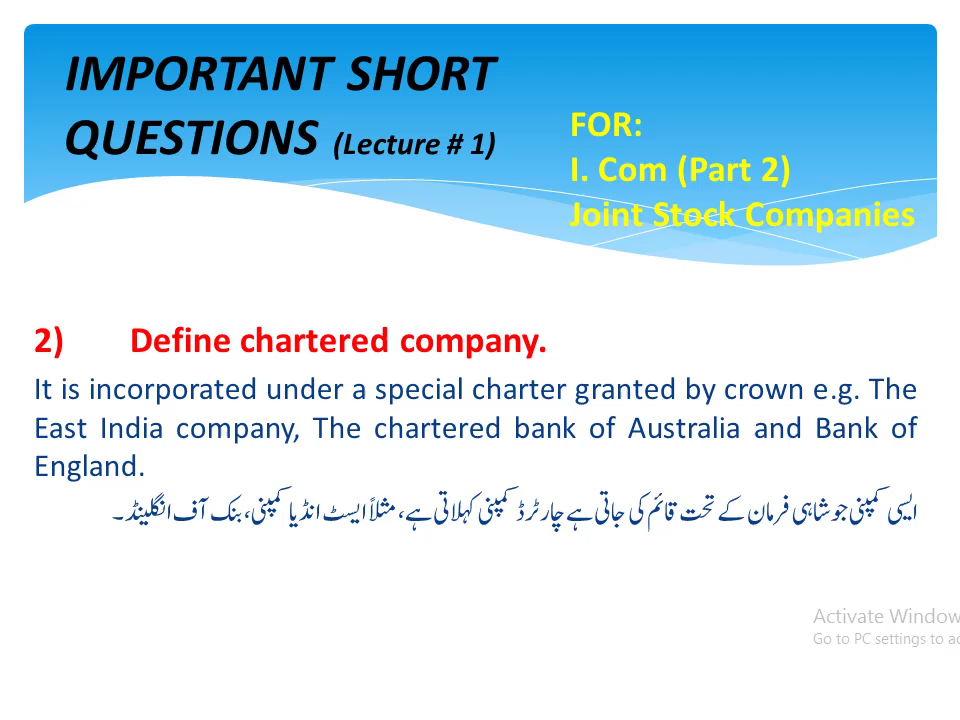 IMPORTANT SHORT
QUESTIONS (Lecture # 1)
FOR:
I. Com (Part 2)
Joint Stock Companies
2) Define chartered company.
It is incorporated under a special charter granted by crown e.g. The
East India company, The chartered bank of Australia and Bank of
England.
ایسی کمپنی جو شاہی فرمان کے تحت قائم کی جاتی ہے چارٹرڈ کمپنی کہلاتی ہے، مثلاً ایسٹ انڈیا کمپنی، بنک آف انگلینڈ۔
Activate Window
Go to PC settings to ac